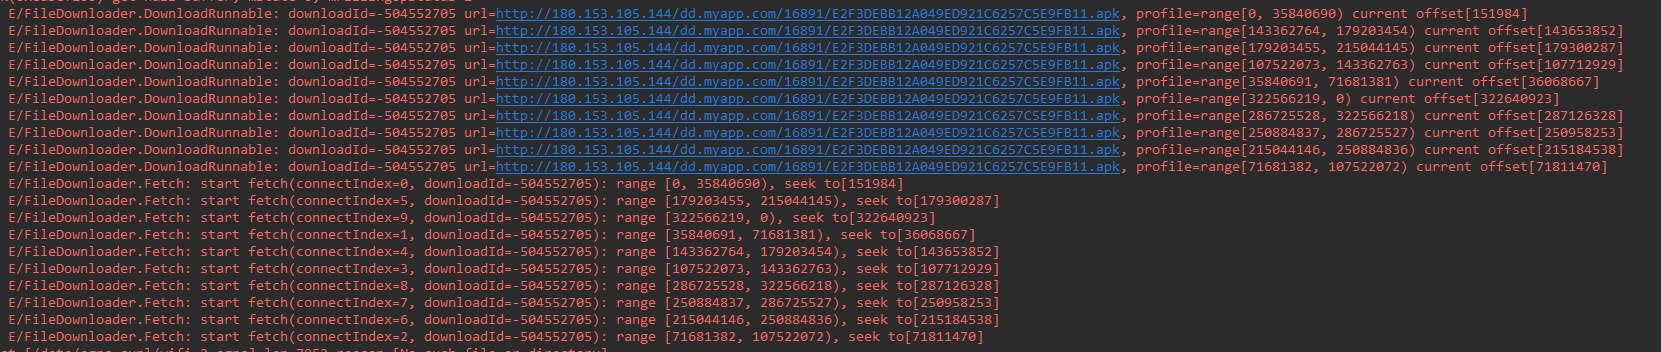 E/FileDownloader.DownloadRunnable: downloadId=-504552705 url=http://180.153.105.144/dd.myapp.com/16891/E2F3DEBB12A049ED921C6257C5E9FB11.apk, profile=range[0, 35840690) current offset[151984]
E/FileDownloader.DownloadRunnable: downloadId=-504552705 url=http://180.153.105.144/dd.myapp.com/16891/E2F3DEBB12A049ED921C6257C5E9FB11.apk, profile=range[143362764, 179203454) current offset[143653852]
E/FileDownloader.DownloadRunnable: downloadId=-504552705 url=http://180.153.105.144/dd.myapp.com/16891/E2F3DEBB12A049ED921C6257C5E9FB11.apk, profile=range[179203455, 215044145) current offset[179300287]
E/FileDownloader.DownloadRunnable: downloadId=-504552705 url=http://180.153.105.144/dd.myapp.com/16891/E2F3DEBB12A049ED921C6257C5E9FB11.apk, profile=range[107522073, 143362763) current offset[107712929]
E/FileDownloader.DownloadRunnable: downloadId=-504552705 url=http://180.153.105.144/dd.myapp.com/16891/E2F3DEBB12A049ED921C6257C5E9FB11.apk, profile=range[35840691, 71681381) current offset[36068667]
E/FileDownloader.DownloadRunnable: downloadId=-504552705 url=http://180.153.105.144/dd.myapp.com/16891/E2F3DEBB12A049ED921C6257C5E9FB11.apk, profile=range[322566219, 0) current offset[322640923]
E/FileDownloader.DownloadRunnable: downloadId=-504552705 url=http://180.153.105.144/dd.myapp.com/16891/E2F3DEBB12A049ED921C6257C5E9FB11.apk, profile=range[286725528, 322566218) current offset[287126328]
E/FileDownloader.DownloadRunnable: downloadId=-504552705 url=http://180.153.105.144/dd.myapp.com/16891/E2F3DEBB12A049ED921C6257C5E9FB11.apk, profile=range[250884837, 286725527) current offset[250958253]
E/FileDownloader.DownloadRunnable: downloadId=-504552705 url=http://180.153.105.144/dd.myapp.com/16891/E2F3DEBB12A049ED921C6257C5E9FB11.apk, profile=range[215044146, 250884836) current offset[215184538]
E/FileDownloader.DownloadRunnable: downloadId=-504552705 url=http://180.153.105.144/dd.myapp.com/16891/E2F3DEBB12A049ED921C6257C5E9FB11.apk, profile=range[71681382, 107522072) current offset[71811470]
E/FileDownloader.Fetch: start fetch(connectIndex=0, downloadId=-504552705): range [0, 35840690), seek to[151984]
E/FileDownloader.Fetch: start fetch(connectIndex=5, downloadId=-504552705): range [179203455, 215044145), seek to[179300287]
E/FileDownloader.Fetch: start fetch(connectIndex=9, downloadId=-504552705): range [322566219, 0), seek to[322640923]
E/FileDownloader.Fetch: start fetch(connectIndex=1, downloadId=-504552705): range [35840691, 71681381), seek to[36068667]
E/FileDownloader.Fetch: start fetch(connectIndex=4, downloadId=-504552705): range [143362764, 179203454), seek to[143653852]
E/FileDownloader.Fetch: start fetch(connectIndex=3, downloadId=-504552705): range [107522073, 143362763), seek to[107712929]
E/FileDownloader.Fetch: start fetch(connectIndex=8, downloadId=-504552705): range [286725528, 322566218), seek to[287126328]
E/FileDownloader.Fetch: start fetch(connectIndex=7, downloadId=-504552705): range [250884837, 286725527), seek to[250958253]
E/FileDownloader.Fetch: start fetch(connectIndex=6, downloadId=-504552705): range [215044146, 250884836), seek to[215184538]
E/FileDownloader.Fetch: start fetch(connectIndex=2, downloadId=-504552705): range [71681382, 107522072), seek to[71811470]